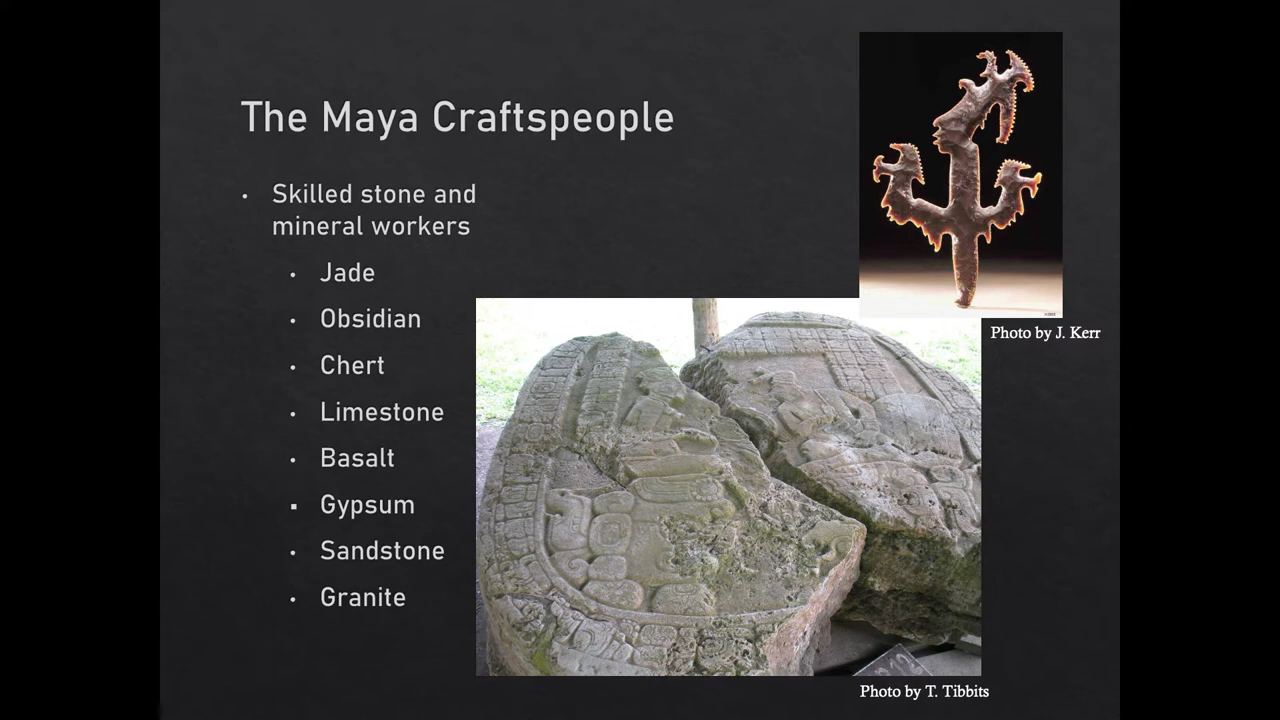 The Maya Craftspeople
• Skilled stone and
mineral workers
• Jade
• Obsidian
• Chert
• Limestone
• Basalt
▪ Gypsum
• Sandstone
• Granite
Photo by J. Kerr
Photo by T. Tibbits